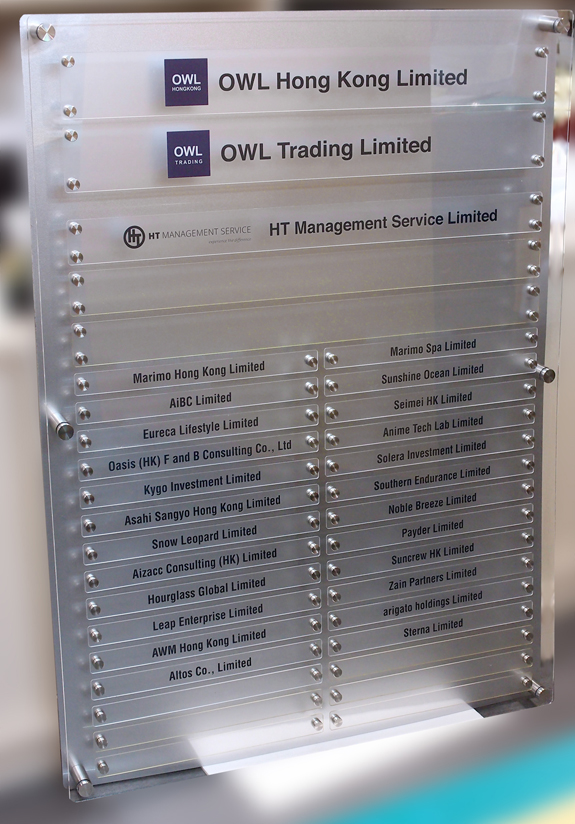 OWL
HONGKONG
OWL Hong Kong Limited
OWL
TRADING
OWL Trading Limited
HT
HT MANAGEMENT SERVICE
HT Management Service Limited
Marimo Hong Kong Limited
AiBC Limited
Eureca Lifestyle Limited
Oasis (HK) F and B Consulting Co., Ltd
Kygo Investment Limited
Asahi Sangyo Hong Kong Limited
Snow Leopard Limited
Aizacc Consulting (HK) Limited
Hourglass Global Limited
Leap Enterprise Limited
AWM Hong Kong Limited
Altos Co., Limited
Marimo Spa Limited
Sunshine Ocean Limited
Seimei HK Limited
Anime Tech Lab Limited
Solera Investment Limited
Southern Endurance Limited
Noble Breeze Limited
Payder Limited
Suncrew HK Limited
Zain Partners Limited
arigato holdings Limited
Sterna Limited